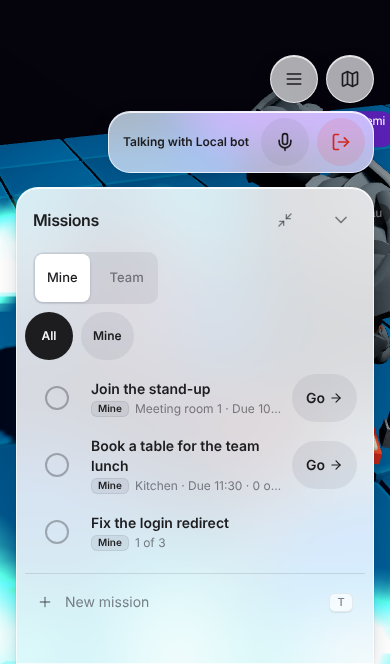 emi
Talking with Local bot
Missions
Mine Team
All Mine
Join the stand-up
Mine Meeting room 1 · Due 10...
Go →
Book a table for the team
lunch
Mine Kitchen · Due 11:30 · 0 o...
Go →
Fix the login redirect
Mine 1 of 3
+ New mission T